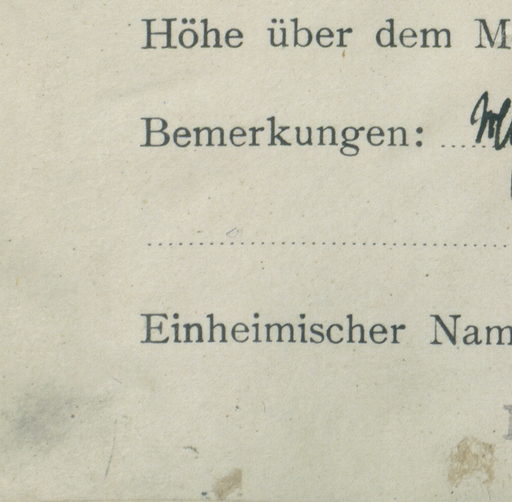 Höhe über dem M
Bemerkungen:
Einheimischer Nam